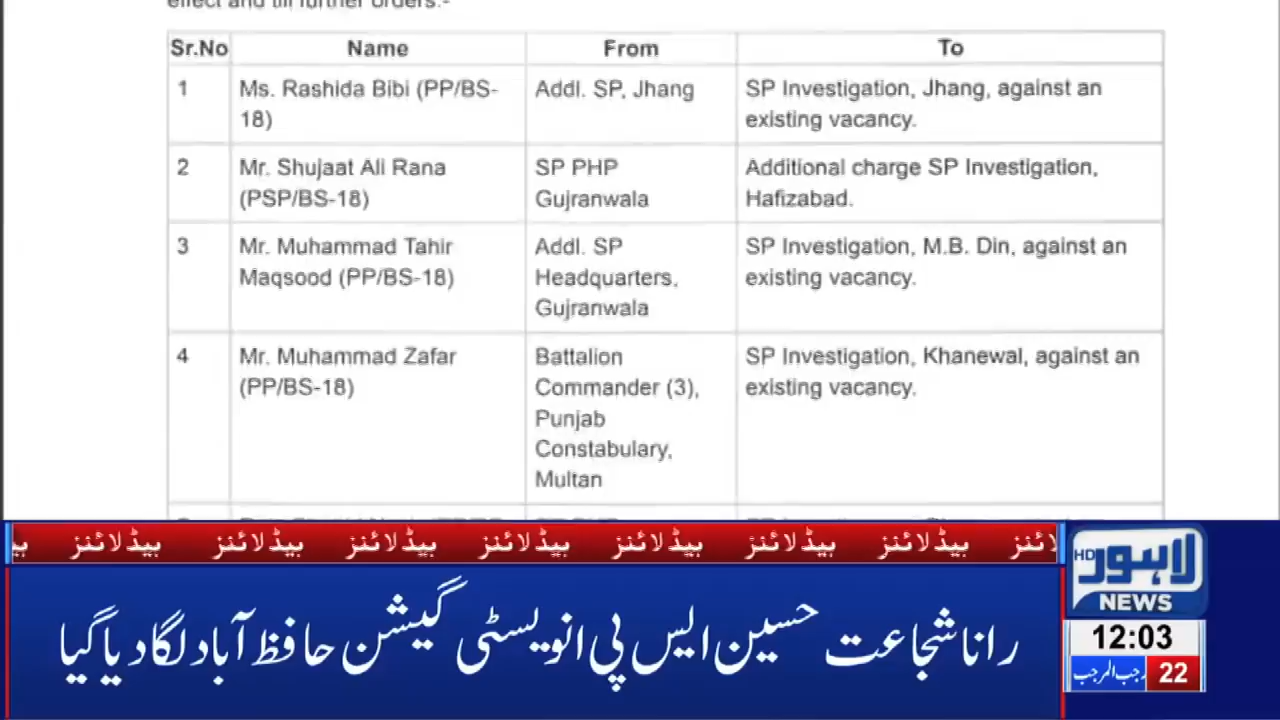 effect and till further orders:-
Sr.No Name From To
1 Ms. Rashida Bibi (PP/BS- Addl. SP, Jhang SP Investigation, Jhang, against an
18) existing vacancy.
2 Mr. Shujaat Ali Rana SP PHP Additional charge SP Investigation,
(PSP/BS-18) Gujranwala Hafizabad.
3 Mr. Muhammad Tahir Addl. SP SP Investigation, M.B. Din, against an
Maqsood (PP/BS-18) Headquarters, existing vacancy.
Gujranwala
4 Mr. Muhammad Zafar Battalion SP Investigation, Khanewal, against an
(PP/BS-18) Commander (3), existing vacancy.
Punjab
Constabulary,
Multan
ہیڈلائنز ہیڈلائنز ہیڈلائنز ہیڈلائنز ہیڈلائنز ہیڈلائنز ہیڈلائنز
رانا شجاعت حسین ایس پی انویسٹی گیشن حافظ آباد لگا دیا گیا
لاہور HD
NEWS
12:03
22 رجب المرجب